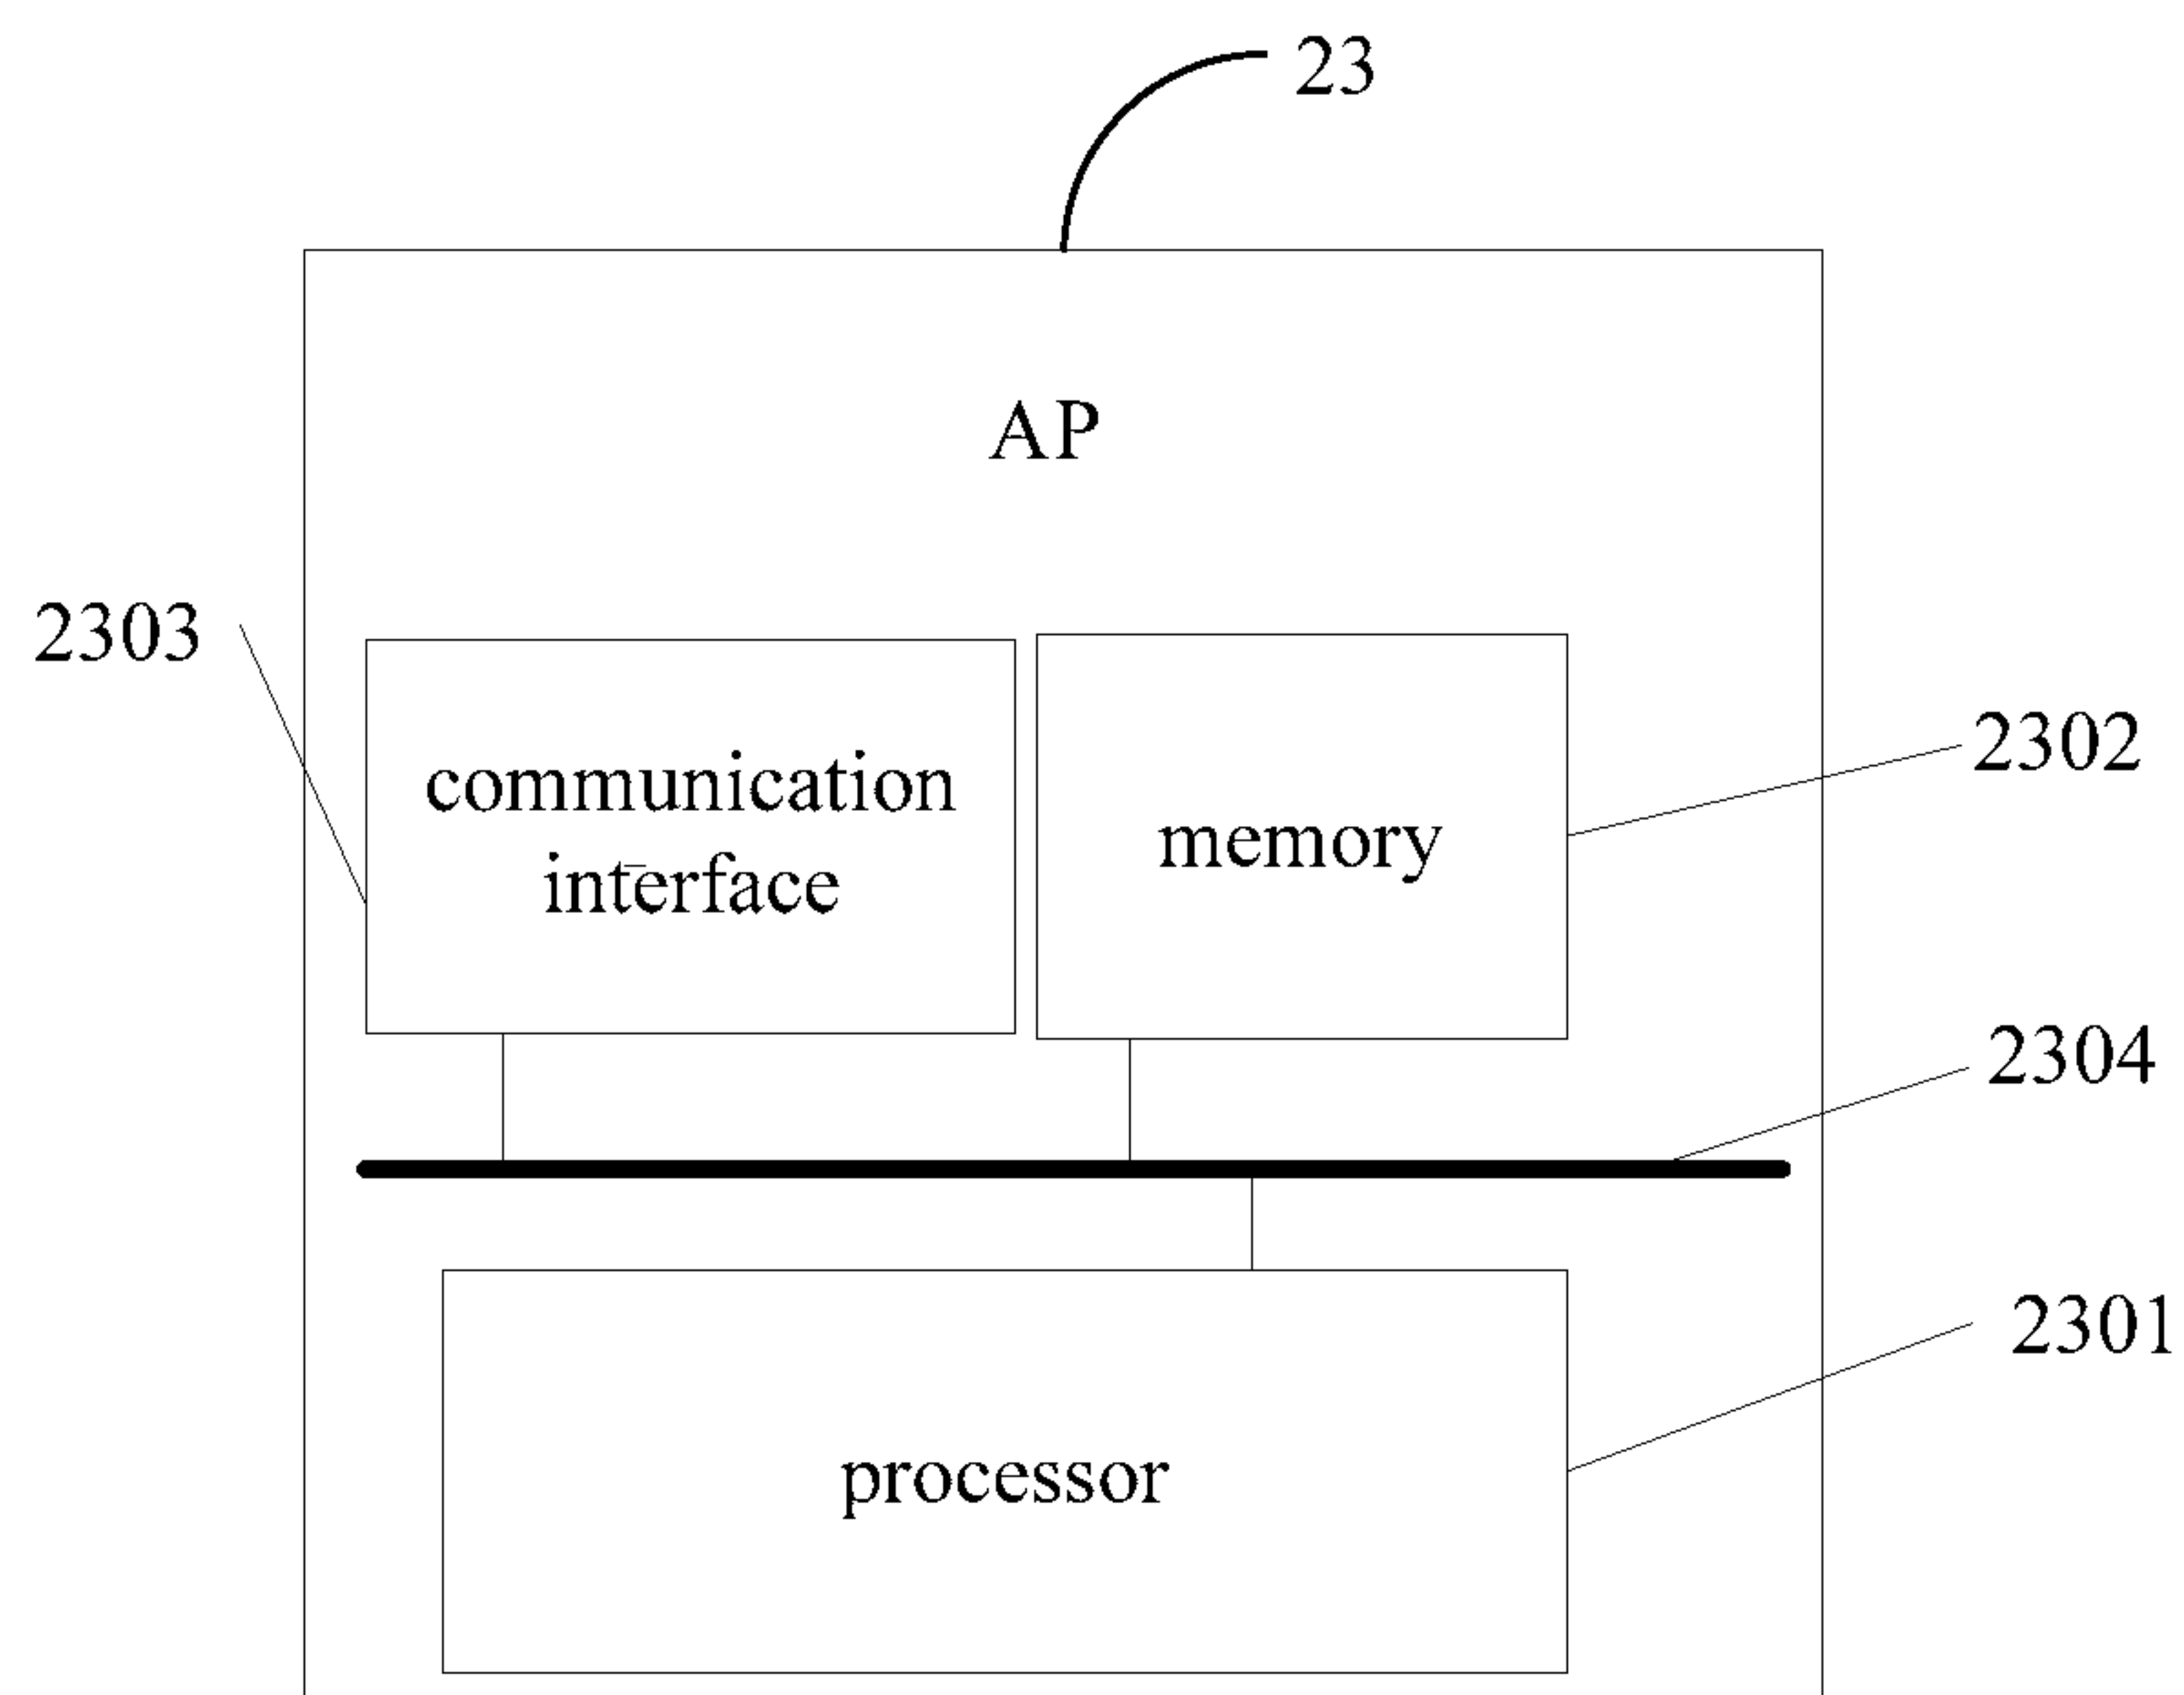 23
AP
2303
communication
interface
memory
2302
2304
2301
processor